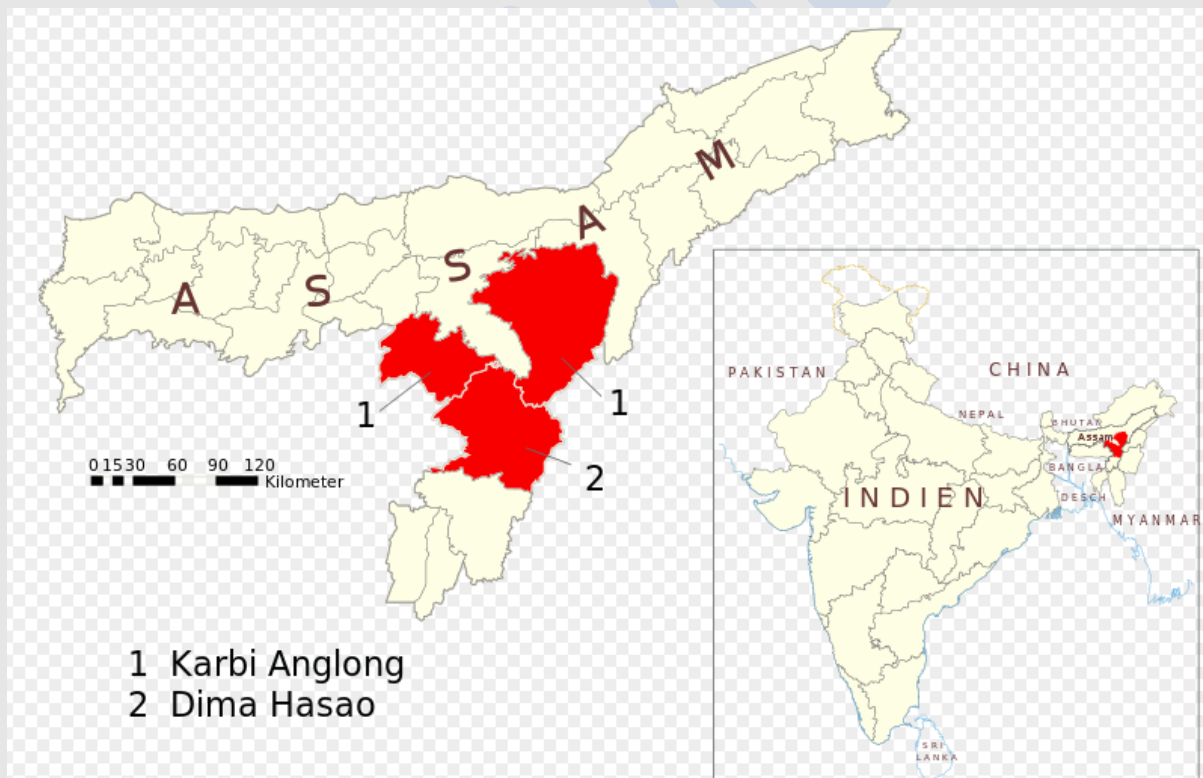 A S S A M
1
1
2
0 15 30 60 90 120
Kilometer
1 Karbi Anglong
2 Dima Hasao
PAKISTAN
CHINA
NEPAL
BHUTAN
Assam
BANGLA
DESCH
INDIEN
MYANMAR
SRI
LANKA